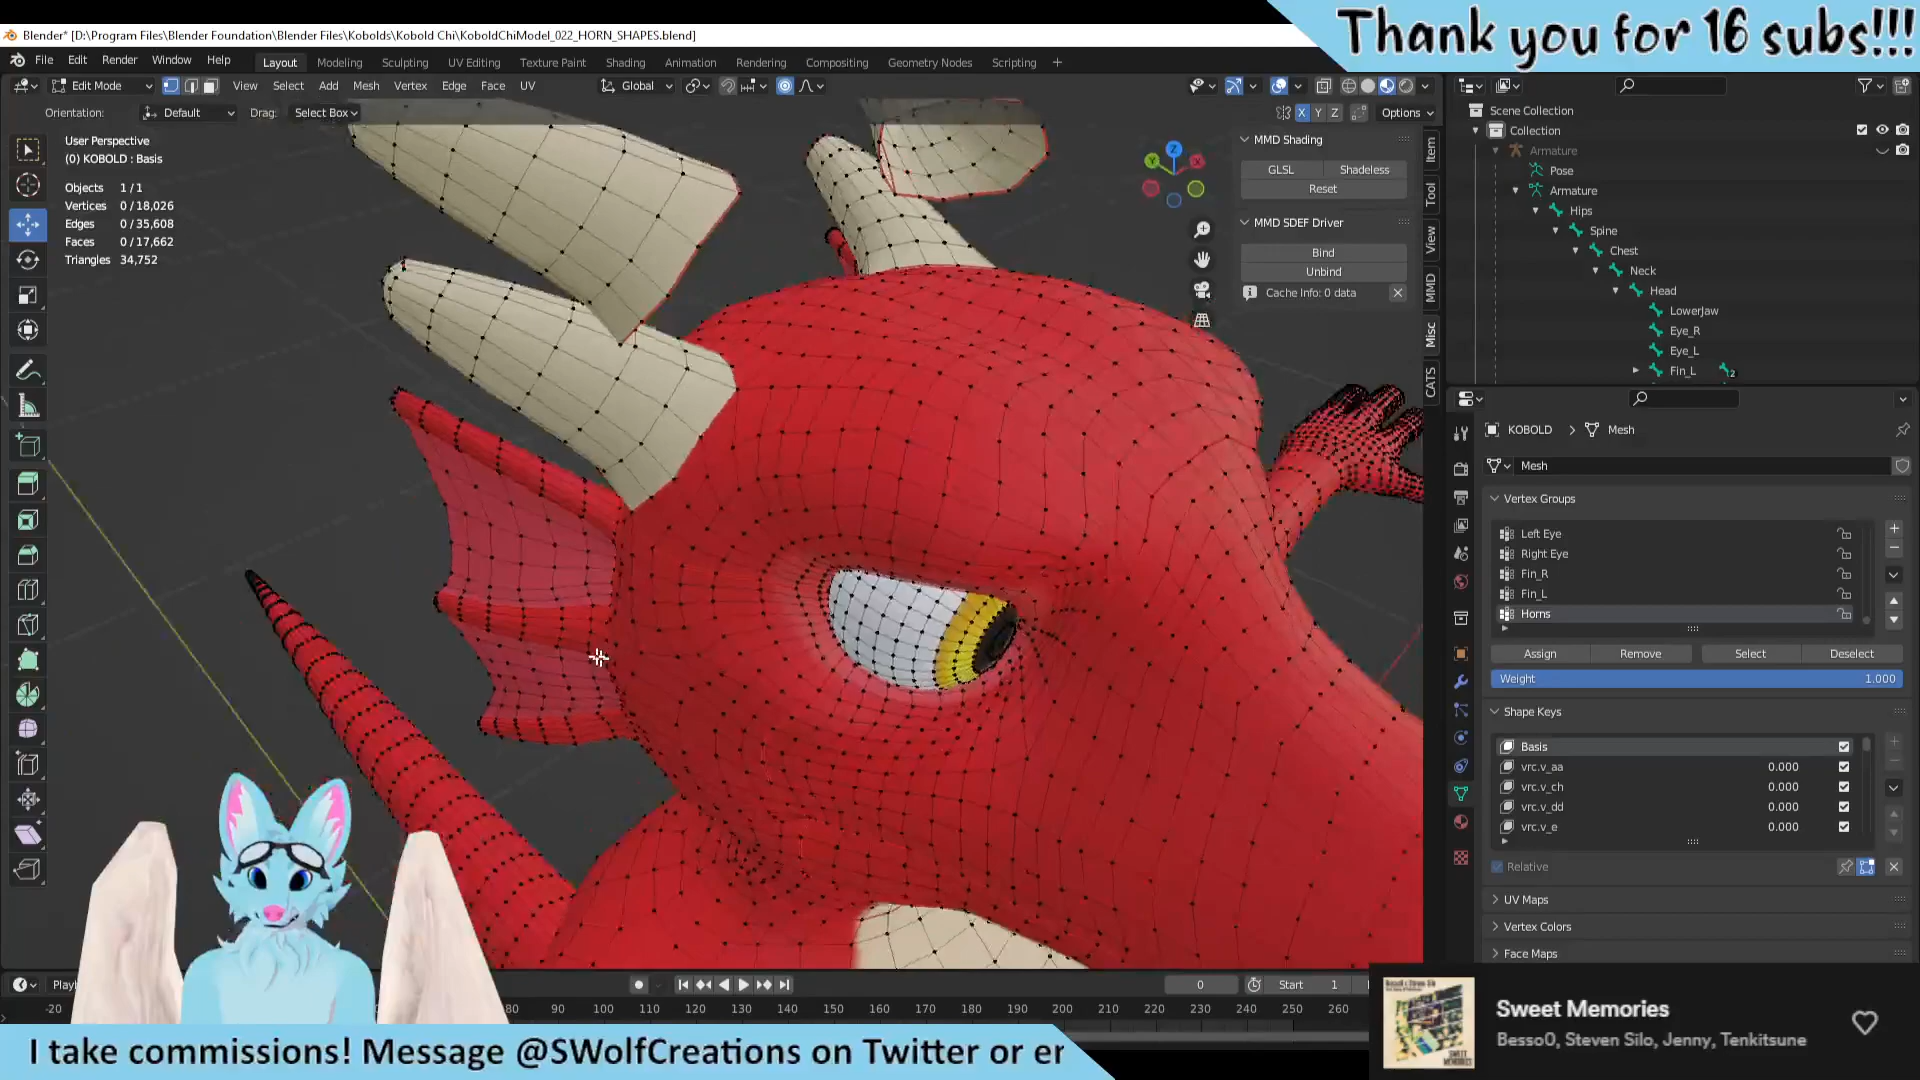 Thank you for 16 subs!!!
Blender* [D:\Program Files\Blender Foundation\Blender Files\Kobolds\Kobold Chi\KoboldChiModel_022_HORN_SHAPES.blend]
File Edit Render Window Help Layout Modeling Sculpting UV Editing Texture Paint Shading Animation Rendering Compositing Geometry Nodes Scripting +
Edit Mode View Select Add Mesh Vertex Edge Face UV Global
Orientation: Default Drag: Select Box X Y Z Options
User Perspective
(0) KOBOLD : Basis
Objects 1/1
Vertices 0/18,026
Edges 0/35,608
Faces 0/17,662
Triangles 34,752
Z
Y
X
MMD Shading
GLSL Shadeless
Reset
MMD SDEF Driver
Bind
Unbind
Cache Info: 0 data
Item
Tool
View
MMD
Misc
CATS
Scene Collection
Collection
Armature
Pose
Armature
Hips
Spine
Chest
Neck
Head
LowerJaw
Eye_R
Eye_L
Fin_L 2
KOBOLD > Mesh
Mesh
Vertex Groups
Left Eye
Right Eye
Fin_R
Fin_L
Horns
Assign Remove Select Deselect
Weight 1.000
Shape Keys
Basis
vrc.v_aa 0.000
vrc.v_ch 0.000
vrc.v_dd 0.000
vrc.v_e 0.000
Relative
UV Maps
Vertex Colors
Face Maps
0 Start 1
-20 80 90 100 110 120 130 140 150 160 170 180 190 200 210 220 230 240 250 260
Sweet Memories
BessO0, Steven Silo, Jenny, Tenkitsune
I take commissions! Message @SWolfCreations on Twitter or er